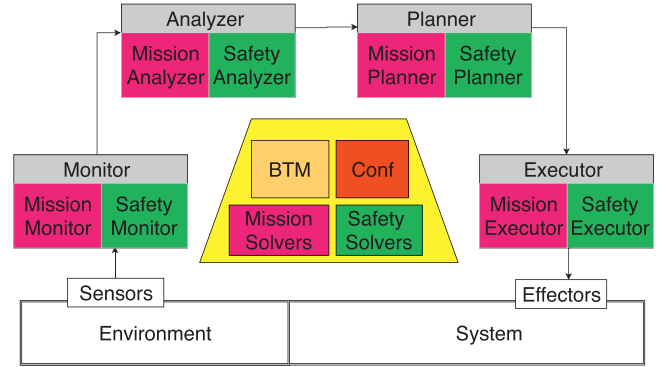 Analyzer
Mission
Analyzer
Safety
Analyzer
Planner
Mission
Planner
Safety
Planner
Monitor
Mission
Monitor
Safety
Monitor
BTM
Conf
Mission
Solvers
Safety
Solvers
Executor
Mission
Executor
Safety
Executor
Sensors
Effectors
Environment
System